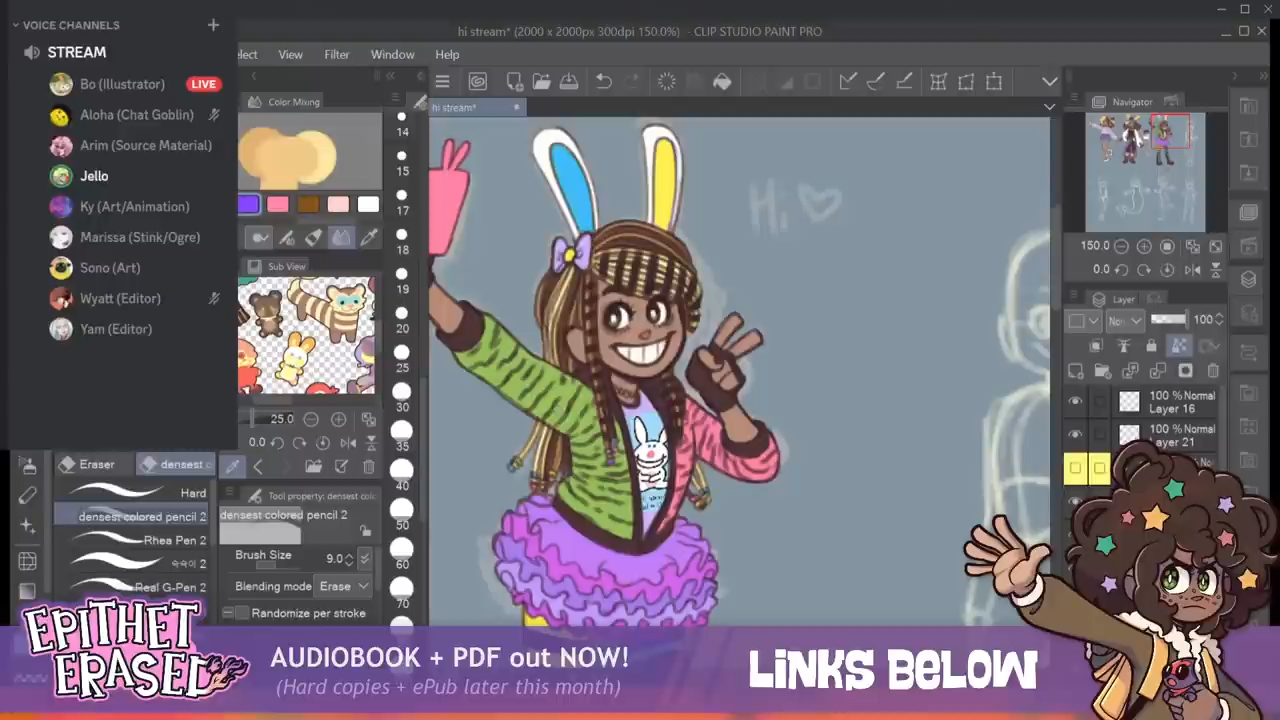 VOICE CHANNELS
STREAM
Bo (Illustrator) LIVE
Aloha (Chat Goblin)
Arim (Source Material)
Jello
Ky (Art/Animation)
Marissa (Stink/Ogre)
Sono (Art)
Wyatt (Editor)
Yam (Editor)
hi stream* (2000 x 2000px 300dpi 150.0%) - CLIP STUDIO PAINT PRO
elect View Filter Window Help
Color Mixing
hi stream*
Navigator
14
15
17
18
19
20
25
30
35
40
45
50
60
70
Sub View
25.0
0.0
Hi
150.0
0.0
Layer
100
100 % Normal
Layer 16
100 % Normal
Layer 21
Eraser
densest c
Hard
densest colored pencil 2
Rhea Pen 2
쓱쓱이 2
Real G-Pen 2
Tool property: densest colo
densest colored pencil 2
Brush Size 9.0
Blending mode Erase
Randomize per stroke
EPITHET
ERASED
AUDIOBOOK + PDF out NOW!
(Hard copies + ePub later this month)
LINKS BELOW